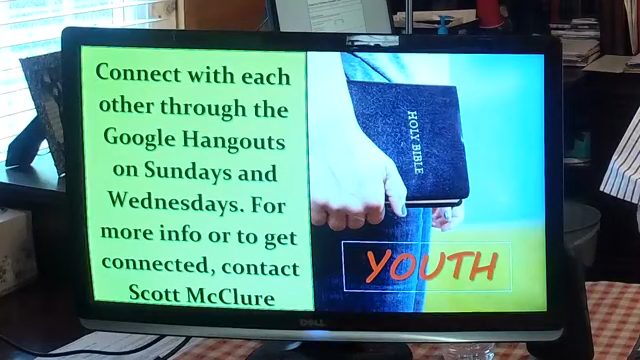 Connect with each
other through the
Google Hangouts
on Sundays and
Wednesdays. For
more info or to get
connected, contact
Scott McClure
HOLY BIBLE
YOUTH
DELL